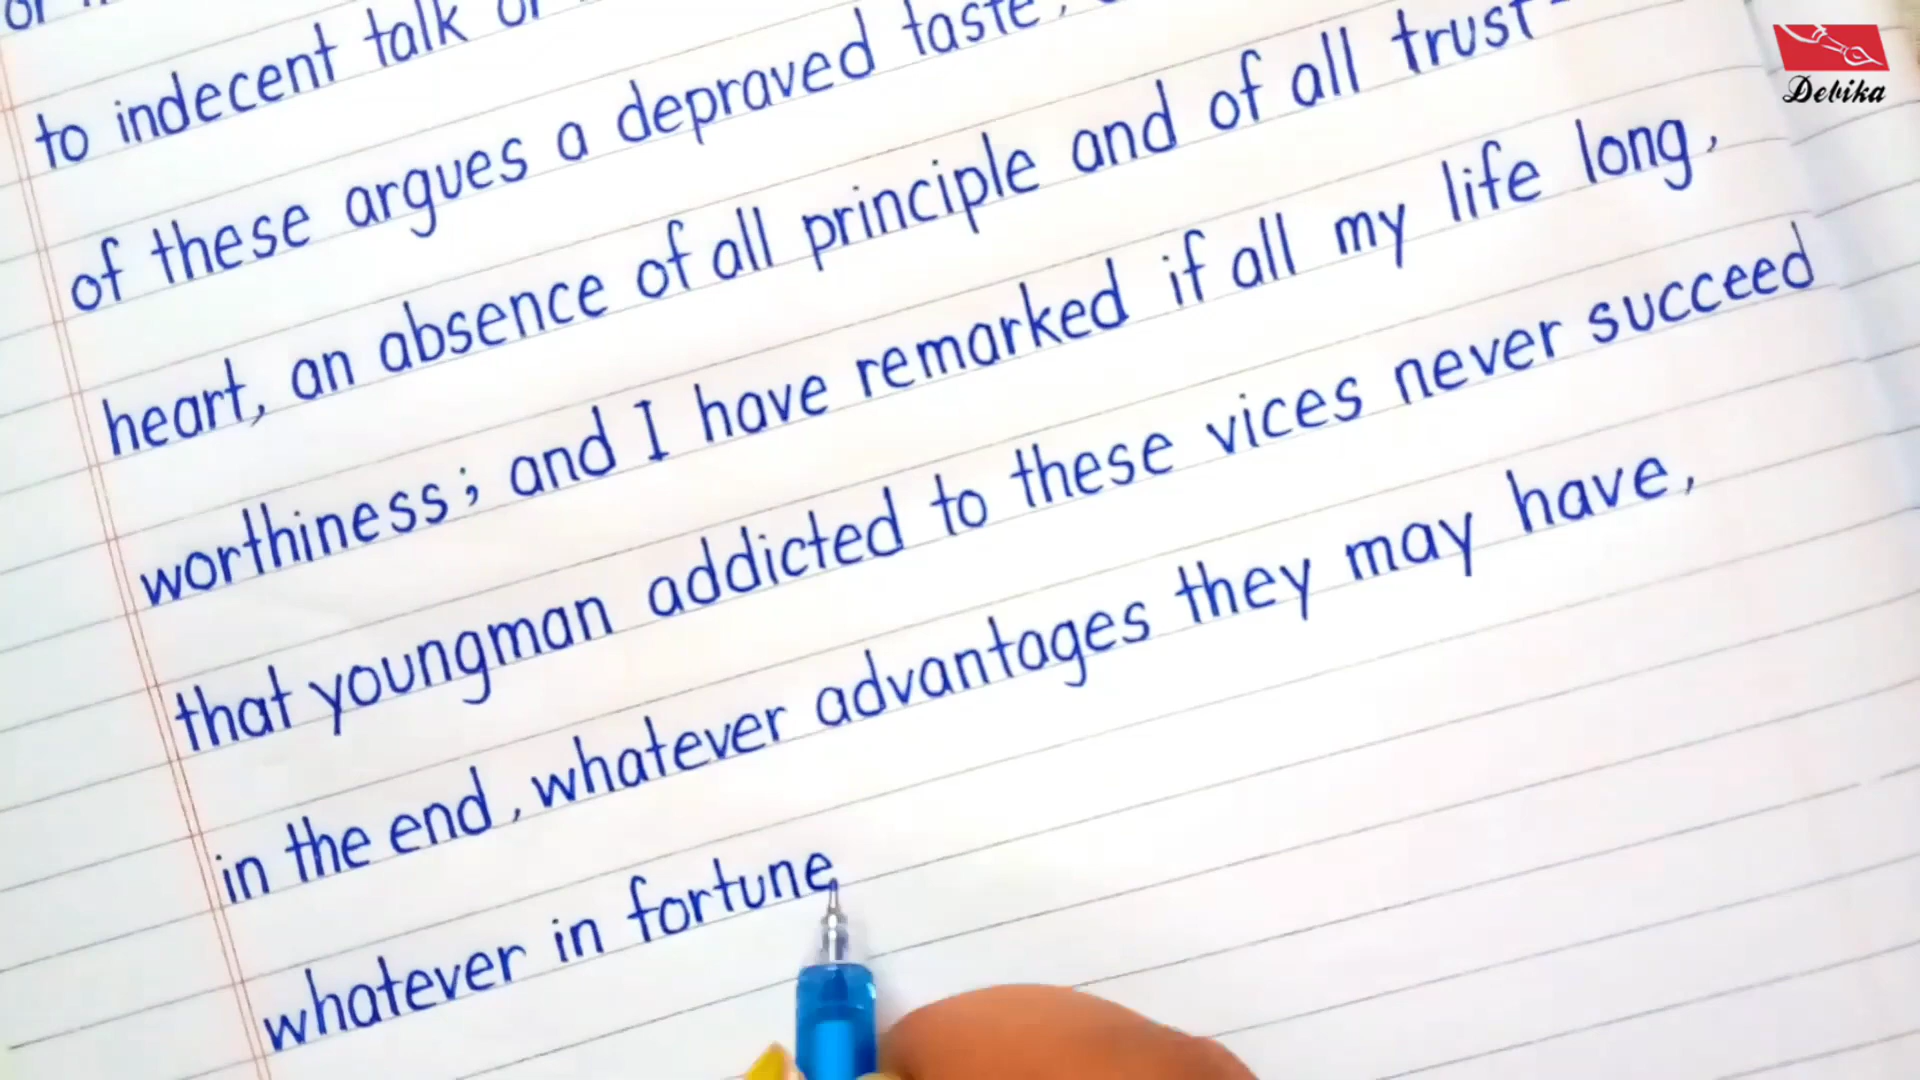 to indecent talk
of these argues a depraved taste,
heart, an absence of all principle and of all trust-
worthiness; and I have remarked if all my life long,
that youngman addicted to these vices never succeed
in the end, whatever advantages they may have,
whatever in fortune
Debika